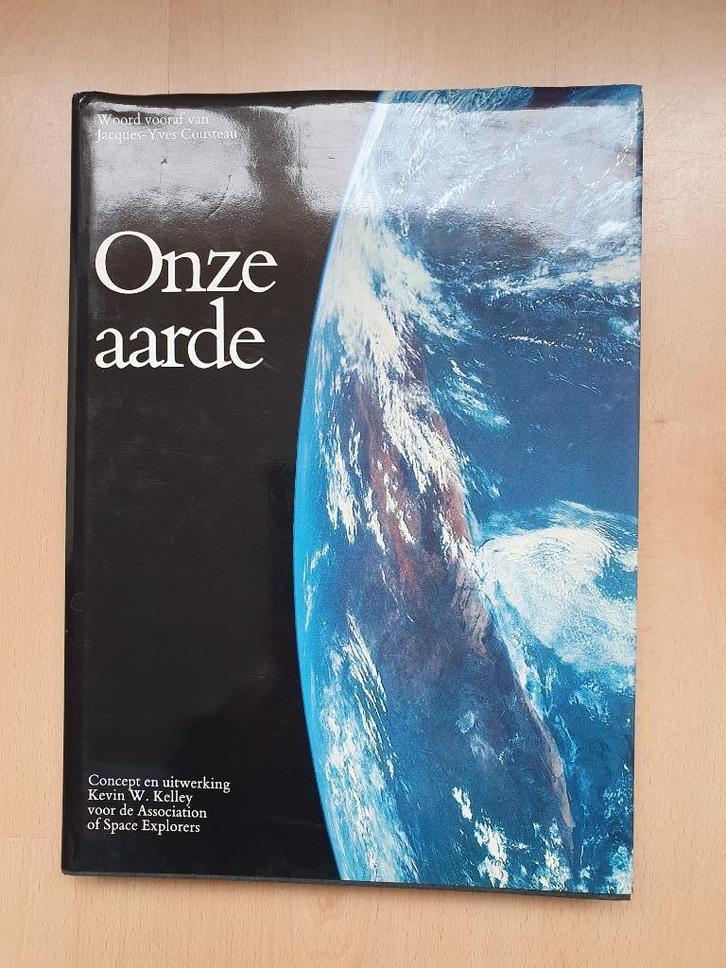 Woord vooraf van
Jacques-Yves Cousteau
Onze
aarde
Concept en uitwerking
Kevin W. Kelley
voor de Association
of Space Explorers